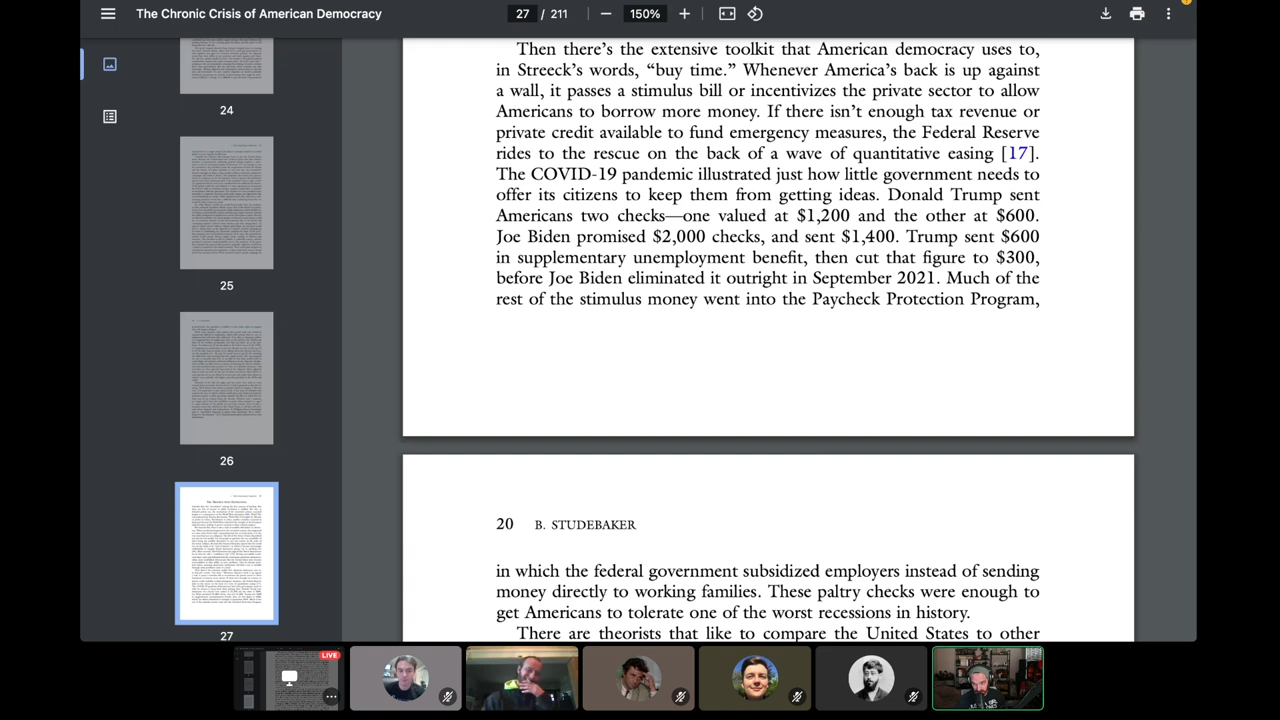 The Chronic Crisis of American Democracy
27 / 211
150%
24
25
26
27
Then there's the extensive toolkit that American democracy uses to,
in Streeck's words, "buy time." Whenever America's back is up against
a wall, it passes a stimulus bill or incentivizes the private sector to allow
Americans to borrow more money. If there isn't enough tax revenue or
private credit available to fund emergency measures, the Federal Reserve
rides to the rescue on the back of a wave of quantitative easing [17].
The COVID-19 pandemic illustrated just how little government needs to
offer its people to keep them from getting ideas. Donald Trump sent
Americans two checks—one valued at $1,200 and the other at $600.
Joe Biden promised $2,000 checks, and sent $1,400. Trump sent $600
in supplementary unemployment benefit, then cut that figure to $300,
before Joe Biden eliminated it outright in September 2021. Much of the
rest of the stimulus money went into the Paycheck Protection Program,
20 B. STUDEBAKER
in which the federal government subsidized employers instead of sending
money directly to working families. These paltry checks were enough to
get Americans to tolerate one of the worst recessions in history.
There are theorists that like to compare the United States to other
LIVE